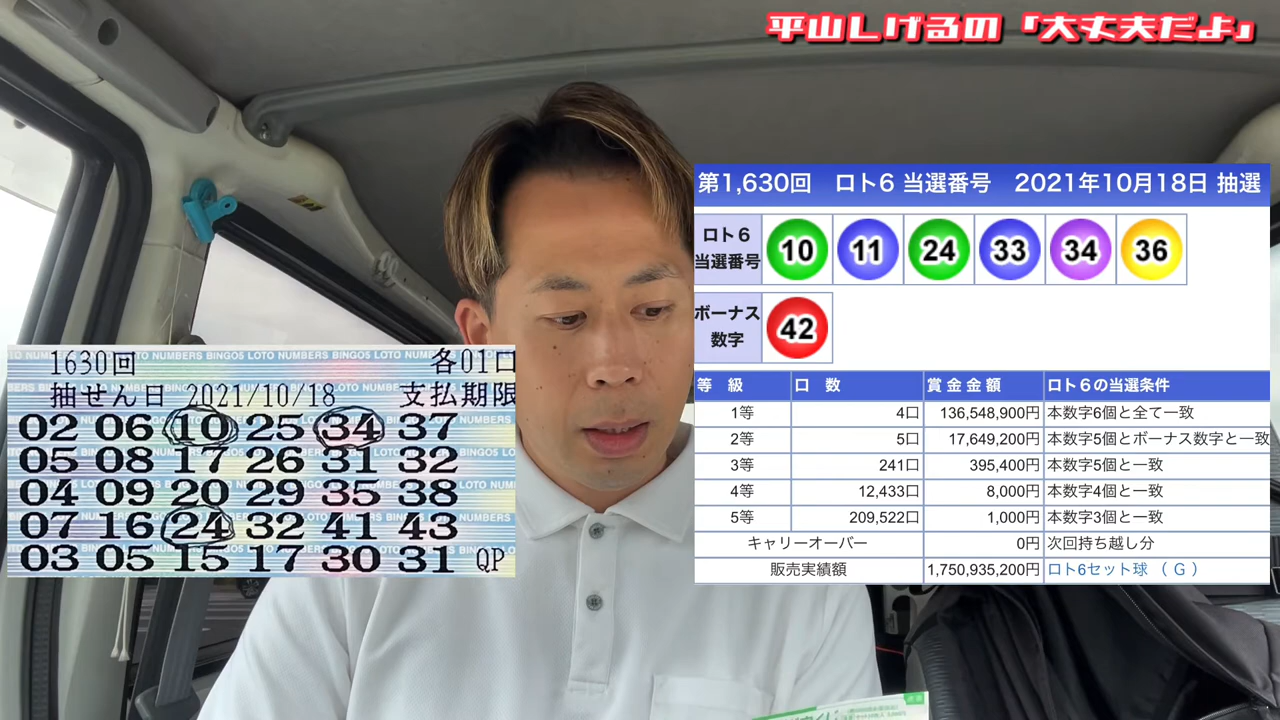 平山しげるの「大丈夫だよ」
第1,630回 ロト6 当選番号 2021年10月18日 抽選
ロト6
当選番号
10 11 24 33 34 36
ボーナス
数字
42
等 級 口 数 賞金金額 ロト6の当選条件
1等 4口 136,548,900円 本数字6個と全て一致
2等 5口 17,649,200円 本数字5個とボーナス数字と一致
3等 241口 395,400円 本数字5個と一致
4等 12,433口 8,000円 本数字4個と一致
5等 209,522口 1,000円 本数字3個と一致
キャリーオーバー 0円 次回持ち越し分
販売実績額 1,750,935,200円 ロト6セット球 ( G )
1630回 各01口
抽せん日 2021/10/18 支払期限
02 06 10 25 34 37
05 08 17 26 31 32
04 09 20 29 35 38
07 16 24 32 41 43
03 05 15 17 30 31 QP